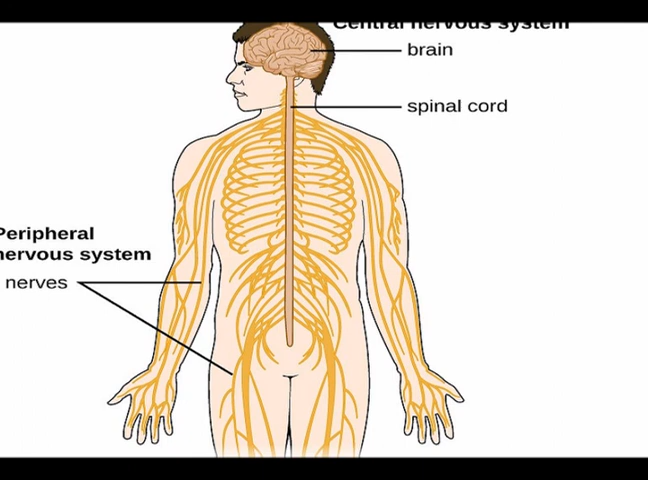 Central nervous system
brain
spinal cord
Peripheral
nervous system
nerves